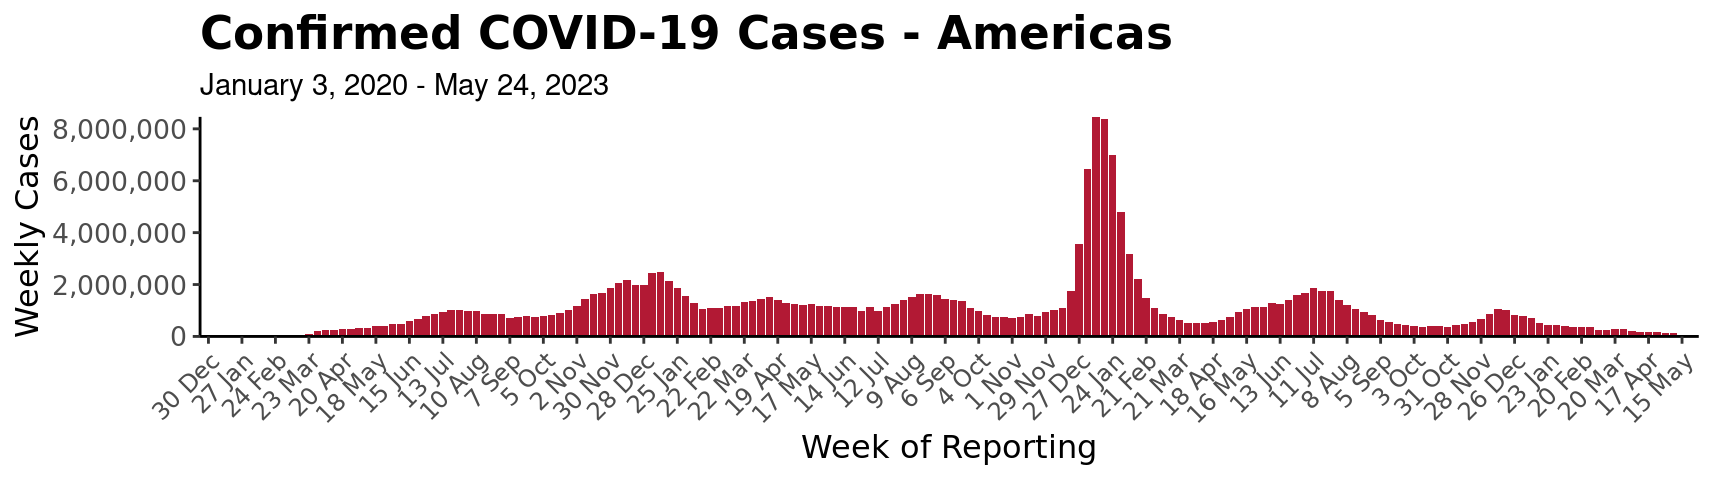 Confirmed COVID-19 Cases - Americas
January 3, 2020 - May 24, 2023
Weekly Cases
8,000,000
6,000,000
4,000,000
2,000,000
0
30 Dec
27 Jan
24 Feb
23 Mar
20 Apr
18 May
15 Jun
13 Jul
10 Aug
7 Sep
5 Oct
2 Nov
30 Nov
28 Dec
25 Jan
22 Feb
22 Mar
19 Apr
17 May
14 Jun
12 Jul
9 Aug
6 Sep
4 Oct
1 Nov
29 Nov
27 Dec
24 Jan
21 Feb
21 Mar
18 Apr
16 May
13 Jun
11 Jul
8 Aug
5 Sep
3 Oct
31 Oct
28 Nov
26 Dec
23 Jan
20 Feb
20 Mar
17 Apr
15 May
Week of Reporting